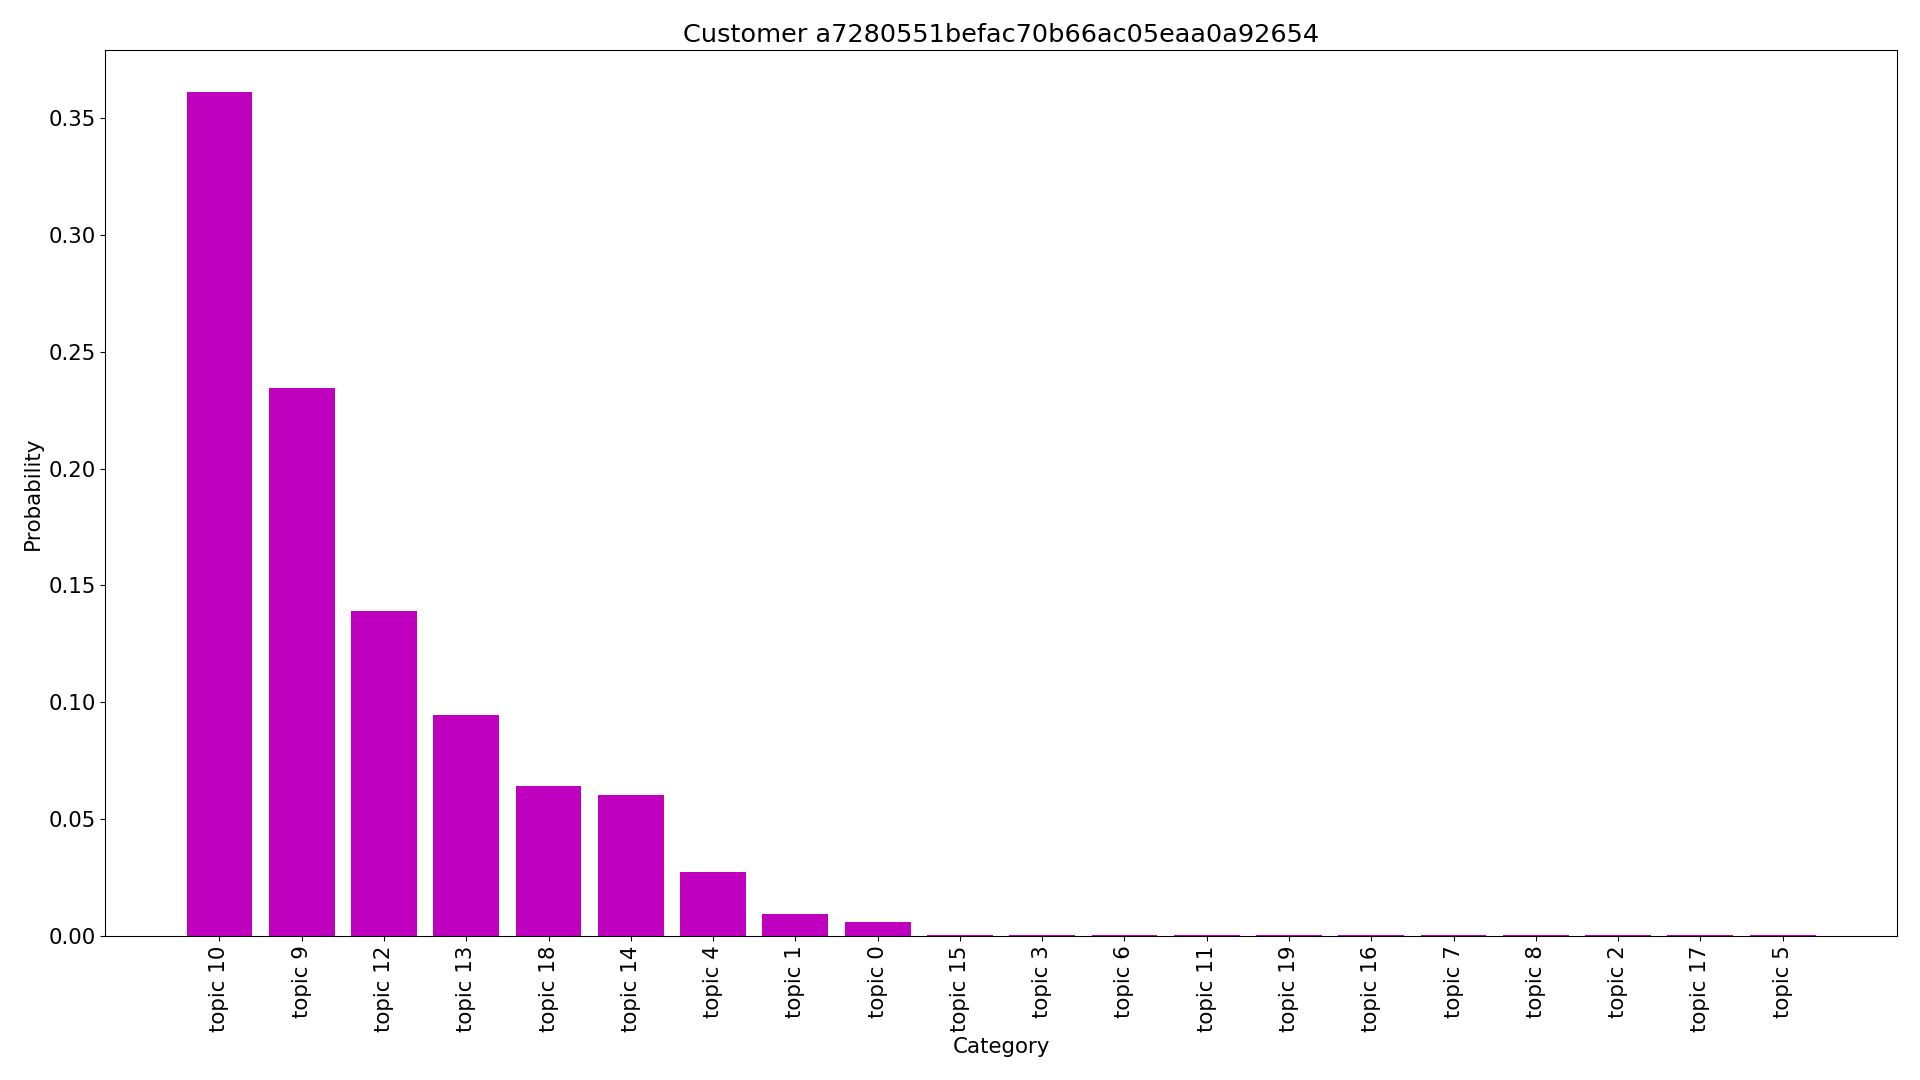 Customer a7280551befac70b66ac05eaa0a92654
Probability
0.35
0.30
0.25
0.20
0.15
0.10
0.05
0.00
topic 10
topic 9
topic 12
topic 13
topic 18
topic 14
topic 4
topic 1
topic 0
topic 15
topic 3
topic 6
topic 11
topic 19
topic 16
topic 7
topic 8
topic 2
topic 17
topic 5
Category